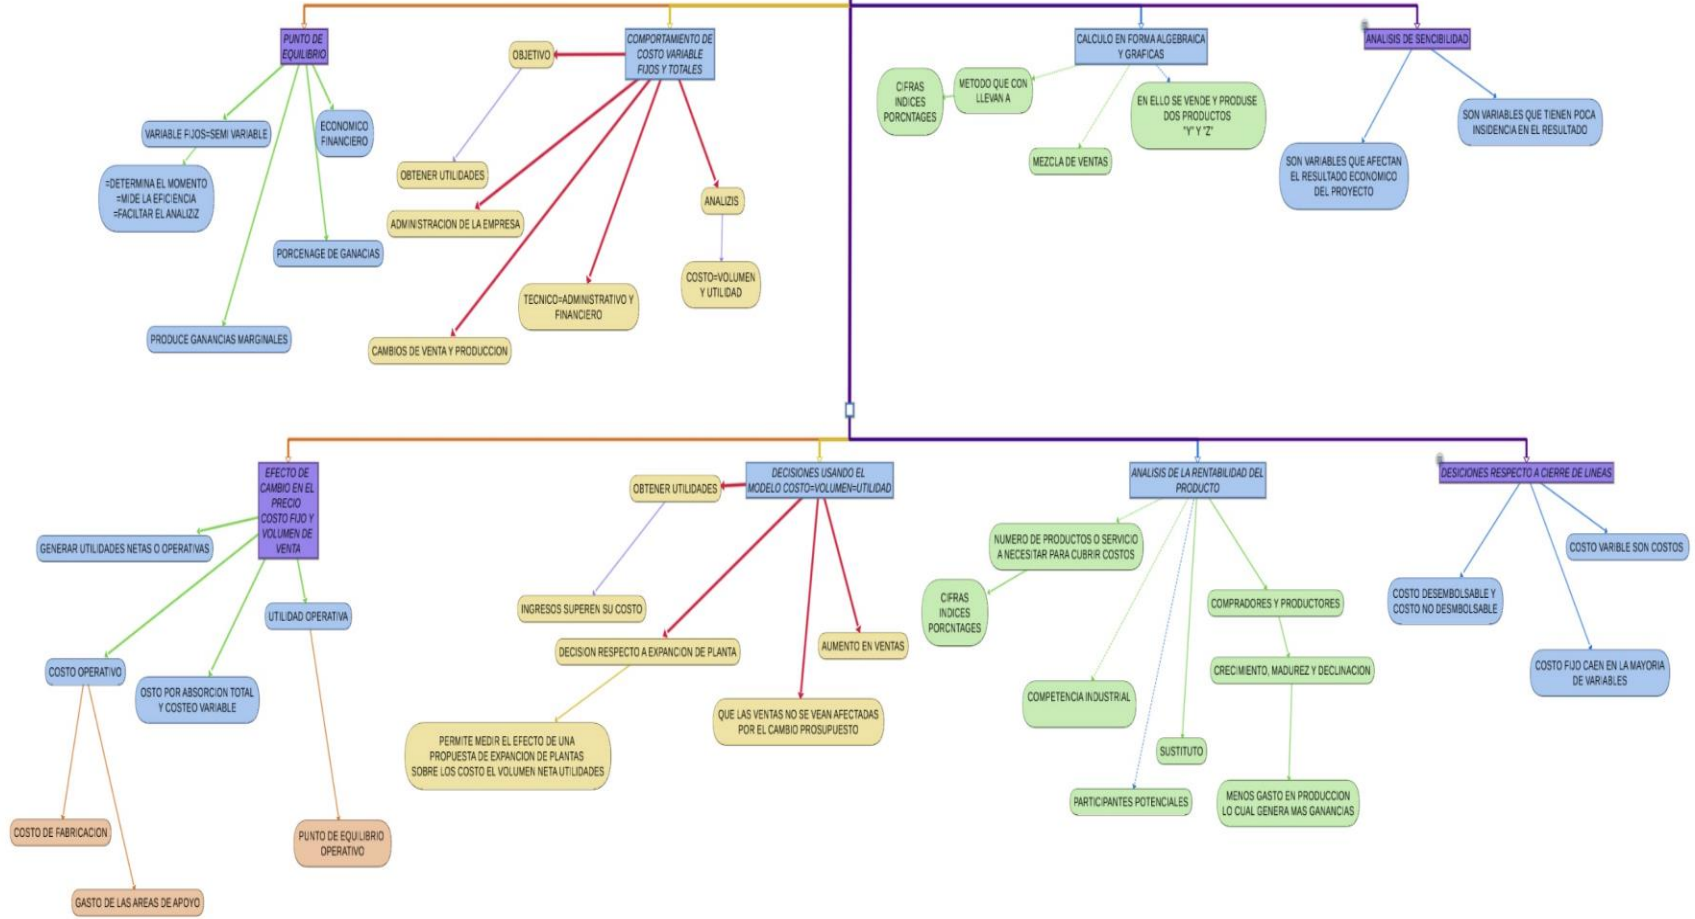 PUNTO DE
EQUILIBRIO
VARIABLE FIJOS=SEMI VARIABLE
ECONOMICO
FINANCIERO
=DETERMINA EL MOMENTO
=MIDE LA EFICIENCIA
=FACILTAR EL ANALIZIZ
PORCENAGE DE GANACIAS
PRODUCE GANANCIAS MARGINALES
COMPORTAMIENTO DE
COSTO VARIABLE
FIJOS Y TOTALES
OBJETIVO
OBTENER UTILIDADES
ADMINISTRACION DE LA EMPRESA
ANALIZIS
COSTO=VOLUMEN
Y UTILIDAD
TECNICO=ADMINISTRATIVO Y
FINANCIERO
CAMBIOS DE VENTA Y PRODUCCION
CALCULO EN FORMA ALGEBRAICA
Y GRAFICAS
METODO QUE CON
LLEVAN A
CIFRAS
INDICES
PORCNTAGES
EN ELLO SE VENDE Y PRODUSE
DOS PRODUCTOS
"Y" Y "Z"
MEZCLA DE VENTAS
ANALISIS DE SENCIBILIDAD
SON VARIABLES QUE TIENEN POCA
INSIDENCIA EN EL RESULTADO
SON VARIABLES QUE AFECTAN
EL RESULTADO ECONOMICO
DEL PROYECTO
EFECTO DE
CAMBIO EN EL
PRECIO
COSTO FIJO Y
VOLUMEN DE
VENTA
GENERAR UTILIDADES NETAS O OPERATIVAS
UTILIDAD OPERATIVA
COSTO OPERATIVO
OSTO POR ABSORCION TOTAL
Y COSTEO VARIABLE
COSTO DE FABRICACION
PUNTO DE EQUILIBRIO
OPERATIVO
GASTO DE LAS AREAS DE APOYO
DECISIONES USANDO EL
MODELO COSTO=VOLUMEN=UTILIDAD
OBTENER UTILIDADES
INGRESOS SUPEREN SU COSTO
DECISION RESPECTO A EXPANCION DE PLANTA
AUMENTO EN VENTAS
QUE LAS VENTAS NO SE VEAN AFECTADAS
POR EL CAMBIO PROSUPUESTO
PERMITE MEDIR EL EFECTO DE UNA
PROPUESTA DE EXPANCION DE PLANTAS
SOBRE LOS COSTO EL VOLUMEN NETA UTILIDADES
ANALISIS DE LA RENTABILIDAD DEL
PRODUCTO
NUMERO DE PRODUCTOS O SERVICIO
A NECESITAR PARA CUBRIR COSTOS
CIFRAS
INDICES
PORCNTAGES
COMPRADORES Y PRODUCTORES
CRECIMIENTO, MADUREZ Y DECLINACION
COMPETENCIA INDUSTRIAL
SUSTITUTO
PARTICIPANTES POTENCIALES
MENOS GASTO EN PRODUCCION
LO CUAL GENERA MAS GANANCIAS
DESICIONES RESPECTO A CIERRE DE LINEAS
COSTO VARIBLE SON COSTOS
COSTO DESEMBOLSABLE Y
COSTO NO DESMBOLSABLE
COSTO FIJO CAEN EN LA MAYORIA
DE VARIABLES